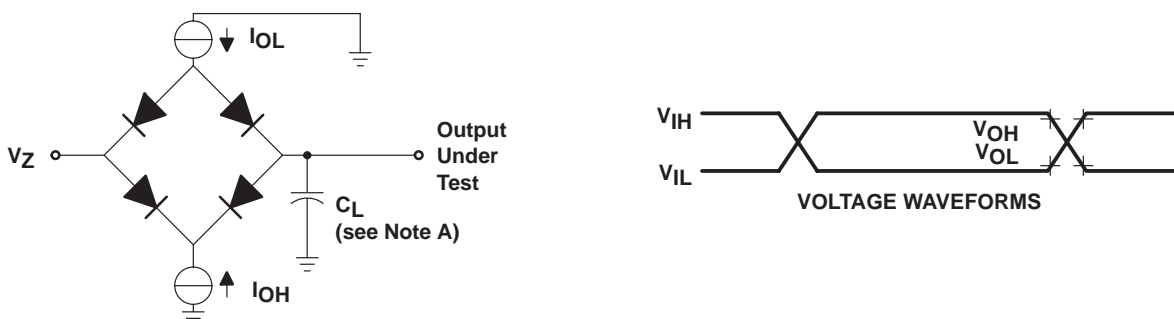 IOL
VZ
Output
Under
Test
CL
(see Note A)
IOH
VIH
VOH
VOL
VIL
VOLTAGE WAVEFORMS